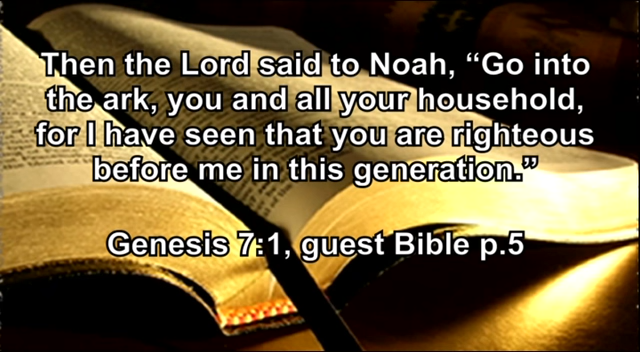 Then the Lord said to Noah, “Go into
the ark, you and all your household,
for I have seen that you are righteous
before me in this generation.”
Genesis 7:1, guest Bible p.5